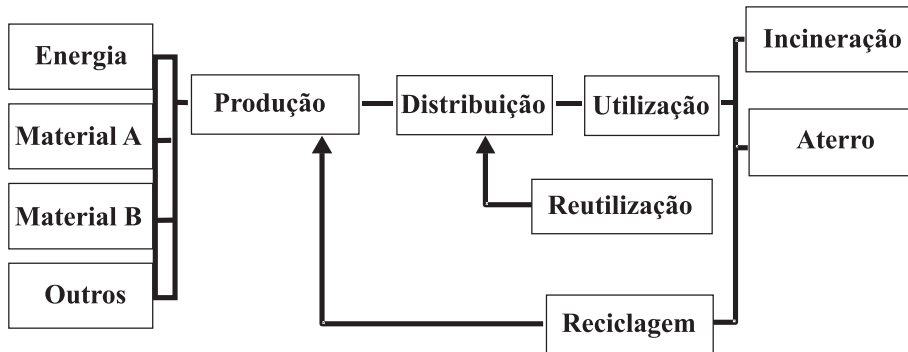 Energia
Material A
Material B
Outros
Produção
Distribuição
Utilização
Reutilização
Reciclagem
Incineração
Aterro